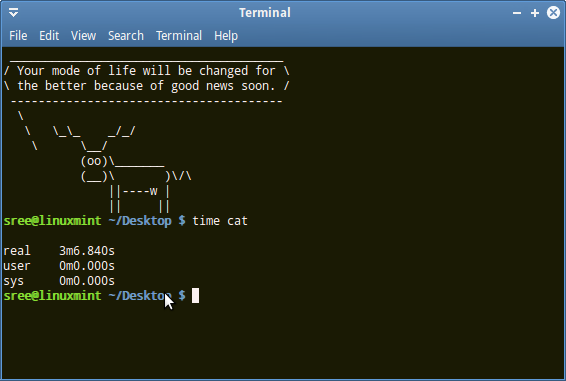 Terminal
File Edit View Search Terminal Help
 _______________________________________
/ Your mode of life will be changed for \
\ the better because of good news soon. /
 ---------------------------------------
  \
   \   \_\_    _/_/
    \      \__/
           (oo)\_______
           (__)\       )\/\
               ||----w |
               ||     ||
sree@linuxmint ~/Desktop $ time cat
real    3m6.840s
user    0m0.000s
sys     0m0.000s
sree@linuxmint ~/Desktop $